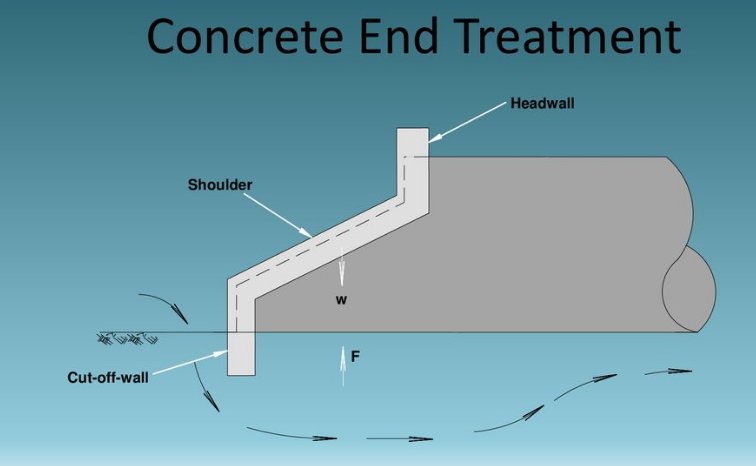 Concrete End Treatment
Headwall
Shoulder
w
F
Cut-off-wall